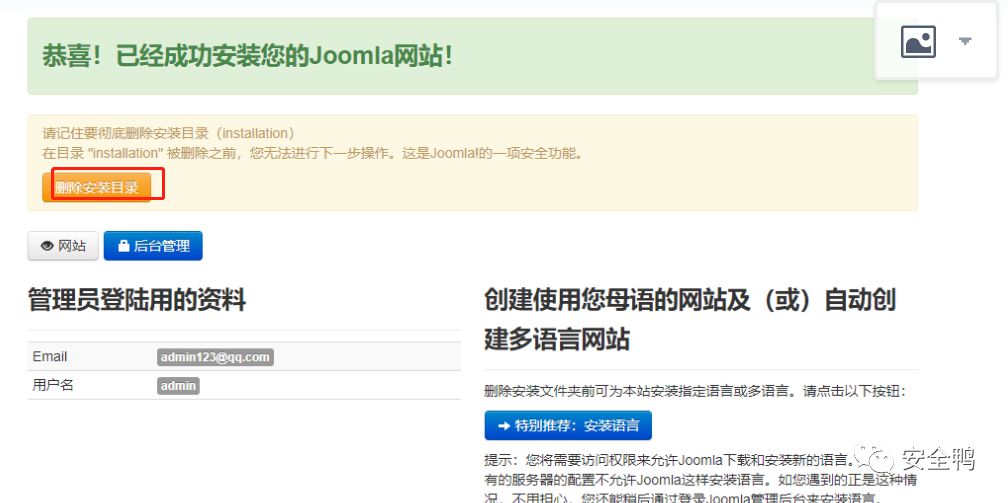 恭喜！已经成功安装您的Joomla网站！
请记住要彻底删除安装目录（installation）
在目录 "installation" 被删除之前，您无法进行下一步操作。这是Joomla!的一项安全功能。
删除安装目录
网站
后台管理
管理员登陆用的资料
Email admin123@qq.com
用户名 admin
创建使用您母语的网站及（或）自动创
建多语言网站
删除安装文件夹前可为本站安装指定语言或多语言。请点击以下按钮：
特别推荐：安装语言
提示：您将需要访问权限来允许Joomla下载和安装新的语言。
有的服务器的配置不允许Joomla这样安装语言。如您遇到的正是这种情
况，不用担心，您还能稍后通过登录Joomla管理后台来安装语言。
安全鸭